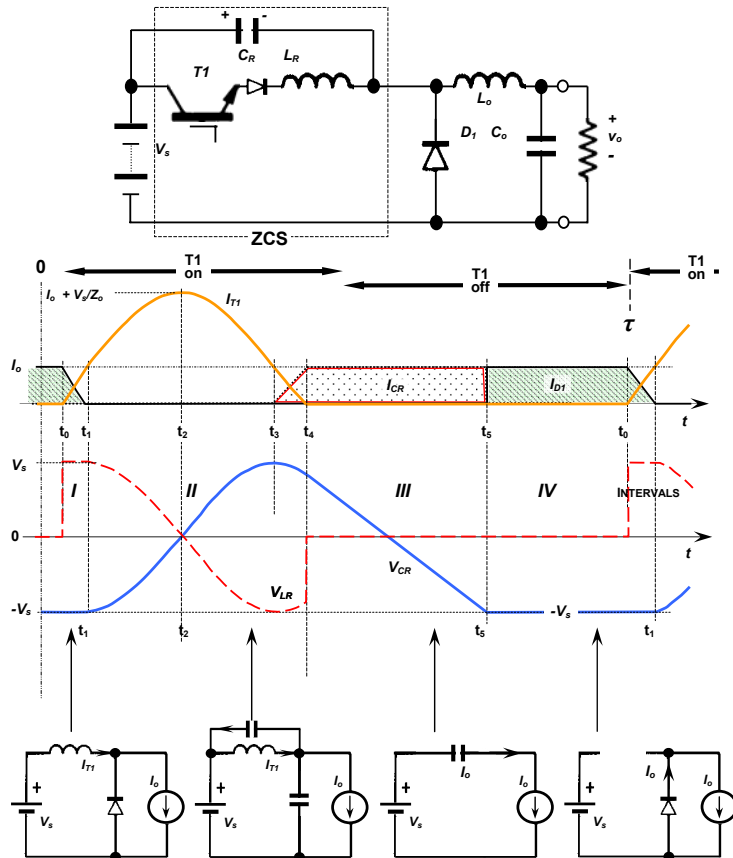 + -
C_R L_R
T1
L_o
+
V_s
D_1 C_o
v_o
-
ZCS
0
T1
on
T1
off
T1
on
I_o + V_s/Z_o
I_T1
τ
I_o
I_CR
I_D1
t_0 t_1 t_2 t_3 t_4 t_5 t_0 t
V_s
I II III IV INTERVALS
0
t
V_CR
V_LR
-V_s
-V_s
t_1 t_2 t_5 t_1
I_T1
I_o
+
V_s
I_T1
I_o
+
V_s
I_o
I_o
+
V_s
I_o
I_o
+
V_s